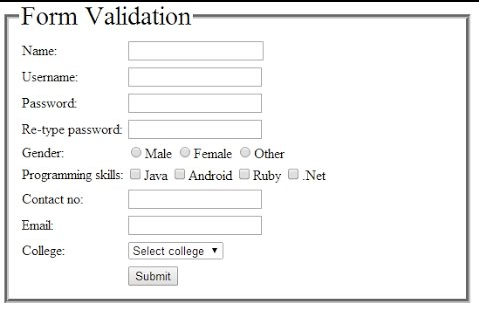 Form Validation
Name:
Username:
Password:
Re-type password:
Gender: Male Female Other
Programming skills: Java Android Ruby .Net
Contact no:
Email:
College: Select college
Submit